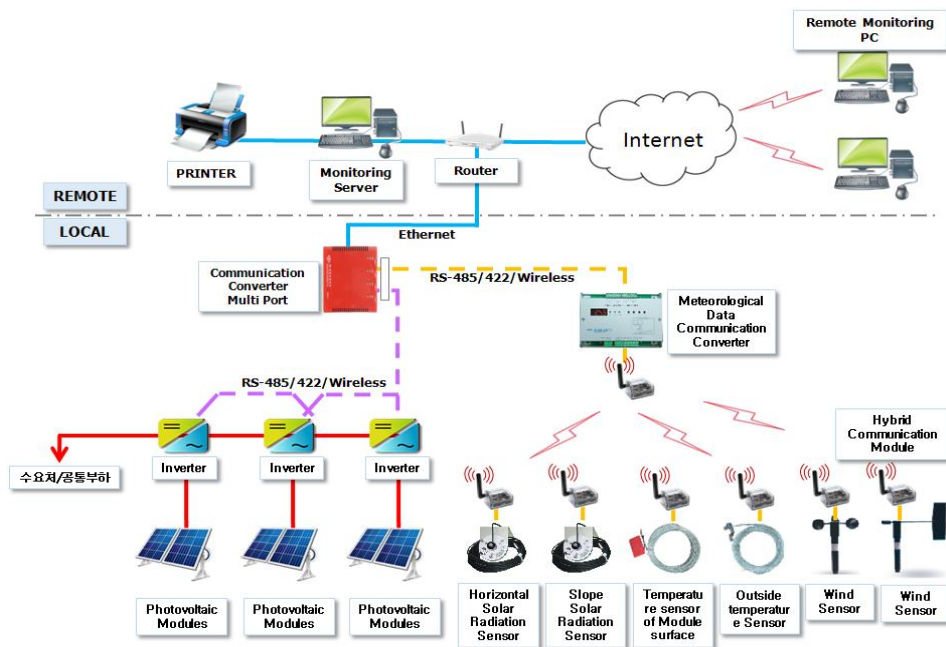 Remote Monitoring
PC
Internet
PRINTER
Monitoring
Server
Router
REMOTE
LOCAL
Ethernet
Communication
Converter
Multi Port
RS-485/422/Wireless
Meteorological
Data
Communication
Converter
RS-485/422/Wireless
Hybrid
Communication
Module
Inverter
Inverter
Inverter
수요처/공통부하
Photovoltaic
Modules
Photovoltaic
Modules
Photovoltaic
Modules
Horizontal
Solar
Radiation
Sensor
Slope
Solar
Radiation
Sensor
Temperatu
re sensor
of Module
surface
Outside
temperatur
e Sensor
Wind
Sensor
Wind
Sensor